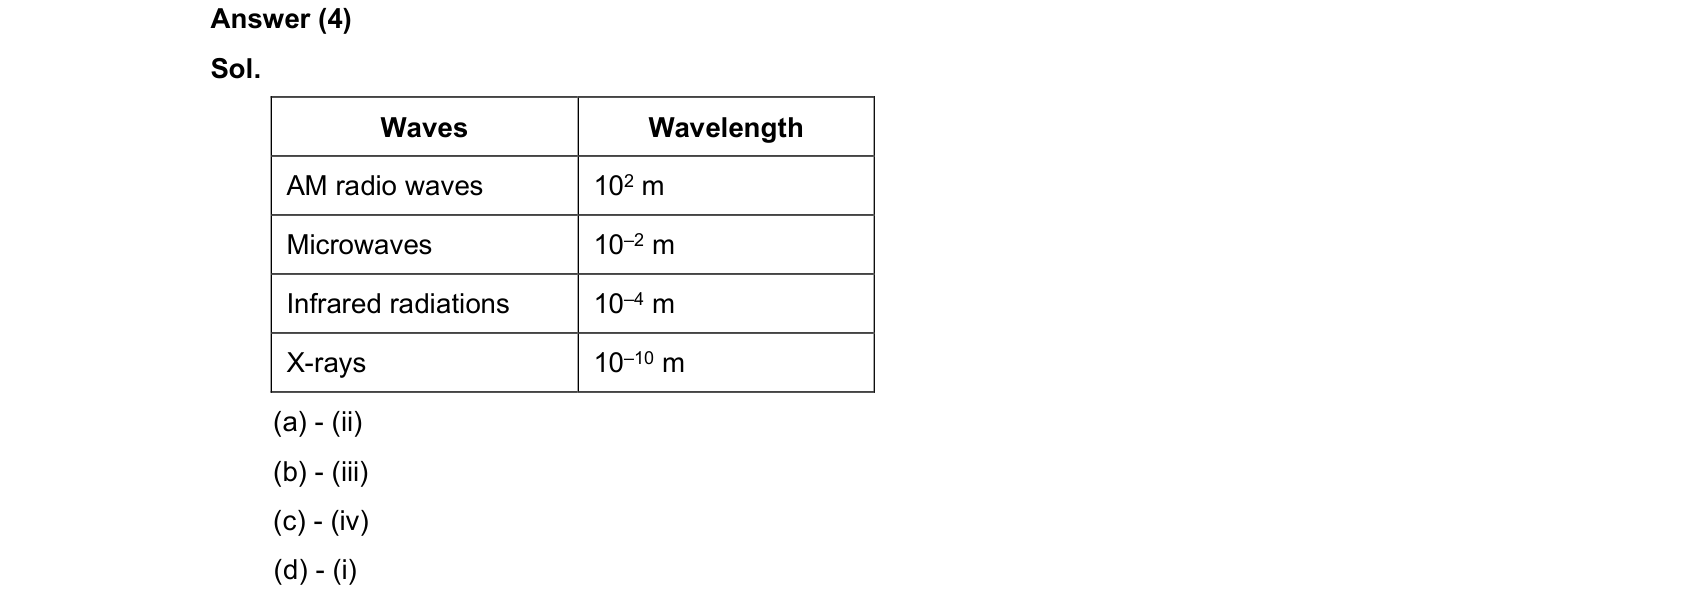 Answer (4)
Sol.
Waves Wavelength
AM radio waves 10² m
Microwaves 10⁻² m
Infrared radiations 10⁻⁴ m
X-rays 10⁻¹⁰ m
(a) - (ii)
(b) - (iii)
(c) - (iv)
(d) - (i)